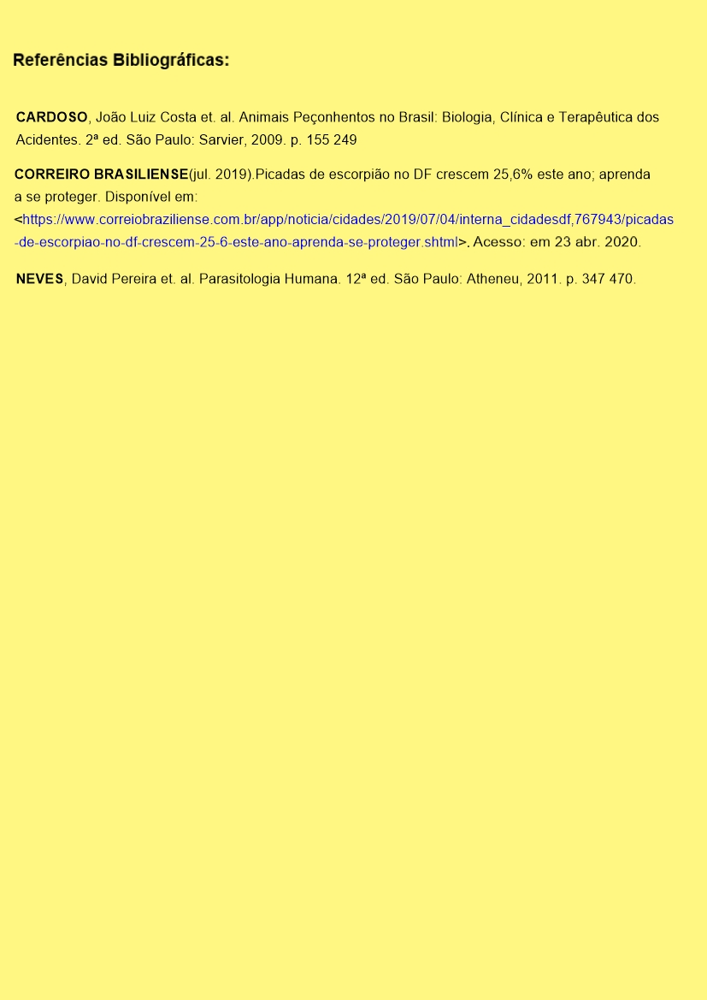 Referências Bibliográficas:
CARDOSO, João Luiz Costa et. al. Animais Peçonhentos no Brasil: Biologia, Clínica e Terapêutica dos
Acidentes. 2ª ed. São Paulo: Sarvier, 2009. p. 155 249
CORREIRO BRASILIENSE(jul. 2019).Picadas de escorpião no DF crescem 25,6% este ano; aprenda
a se proteger. Disponível em:
<https://www.correiobraziliense.com.br/app/noticia/cidades/2019/07/04/interna_cidadesdf,767943/picadas
-de-escorpiao-no-df-crescem-25-6-este-ano-aprenda-se-proteger.shtml>. Acesso: em 23 abr. 2020.
NEVES, David Pereira et. al. Parasitologia Humana. 12ª ed. São Paulo: Atheneu, 2011. p. 347 470.